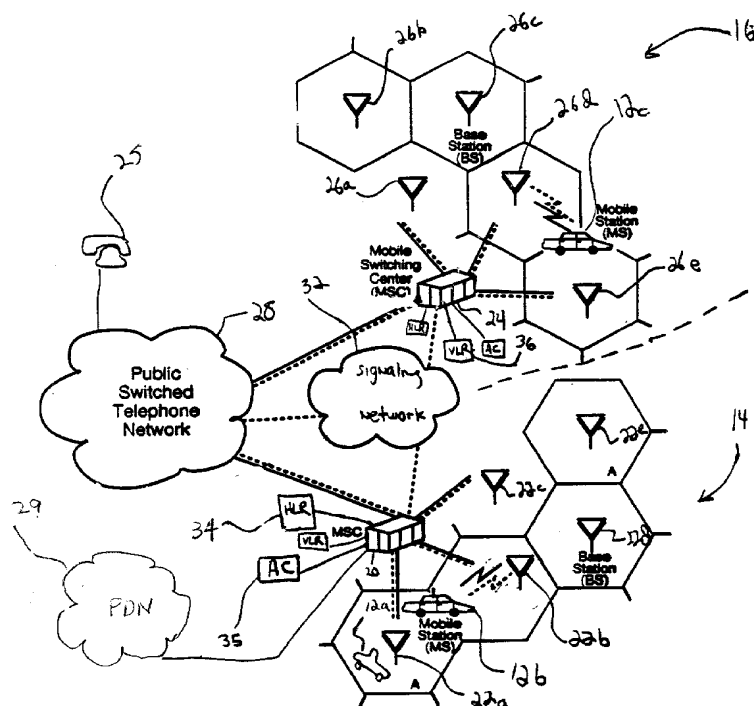 26b
26c
16
26d
12c
Base
Station
(BS)
25
26a
Mobile
Station
(MS)
Mobile
Switching
Center
(MSC)
26e
32
28
24
VLR
VLR
AC
36
Public
Switched
Telephone
Network
Signaling
Network
22e
14
A
22c
29
34
HLR
MSC
VLR
20
22d
Base
Station
(BS)
AC
PDN
12a
35
Mobile
Station
(MS)
22b
12b
A
22a